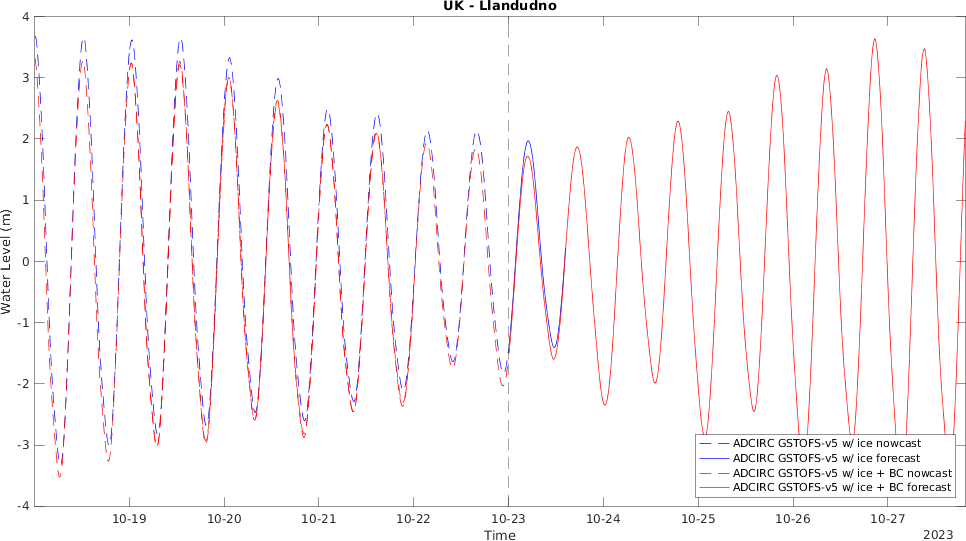 UK - Llandudno
4
3
2
1
0
-1
-2
-3
-4
Water Level (m)
ADCIRC GSTOFS-v5 w/ ice nowcast
ADCIRC GSTOFS-v5 w/ ice forecast
ADCIRC GSTOFS-v5 w/ ice + BC nowcast
ADCIRC GSTOFS-v5 w/ ice + BC forecast
10-19 10-20 10-21 10-22 10-23 10-24 10-25 10-26 10-27
Time
2023